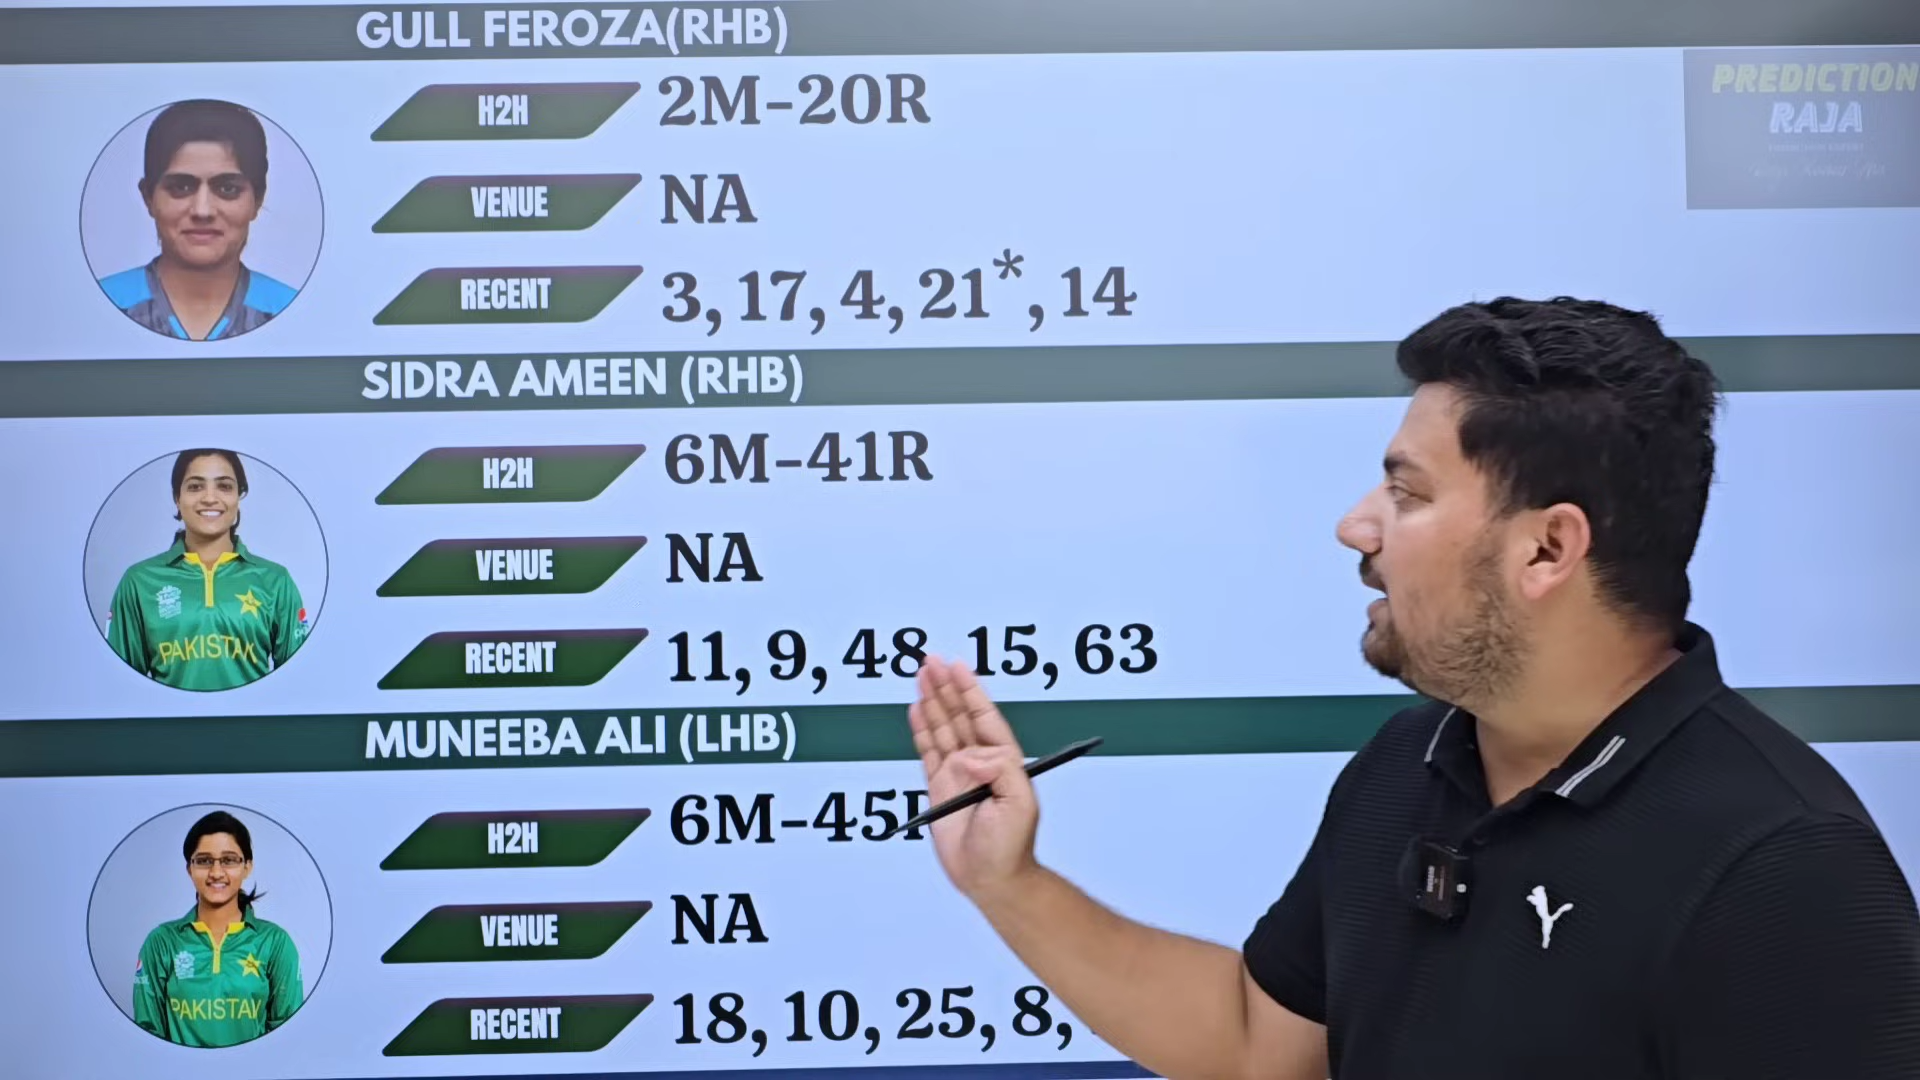 GULL FEROZA(RHB)
H2H 2M-20R
VENUE NA
RECENT 3, 17, 4, 21*, 14
PREDICTION
RAJA
SIDRA AMEEN (RHB)
H2H 6M-41R
VENUE NA
RECENT 11, 9, 48, 15, 63
PAKISTAN
MUNEEBA ALI (LHB)
H2H 6M-45R
VENUE NA
RECENT 18, 10, 25, 8,
PAKISTAN